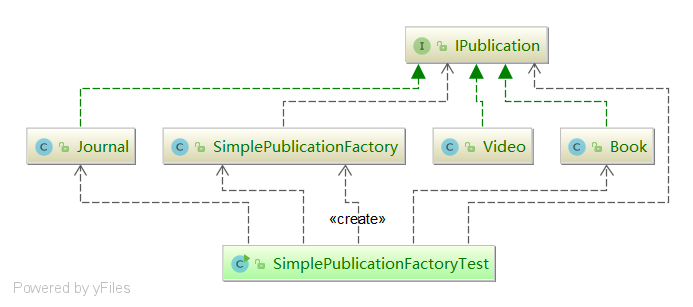 I IPublication
C Journal
C SimplePublicationFactory
C Video
C Book
«create»
C SimplePublicationFactoryTest
Powered by yFiles